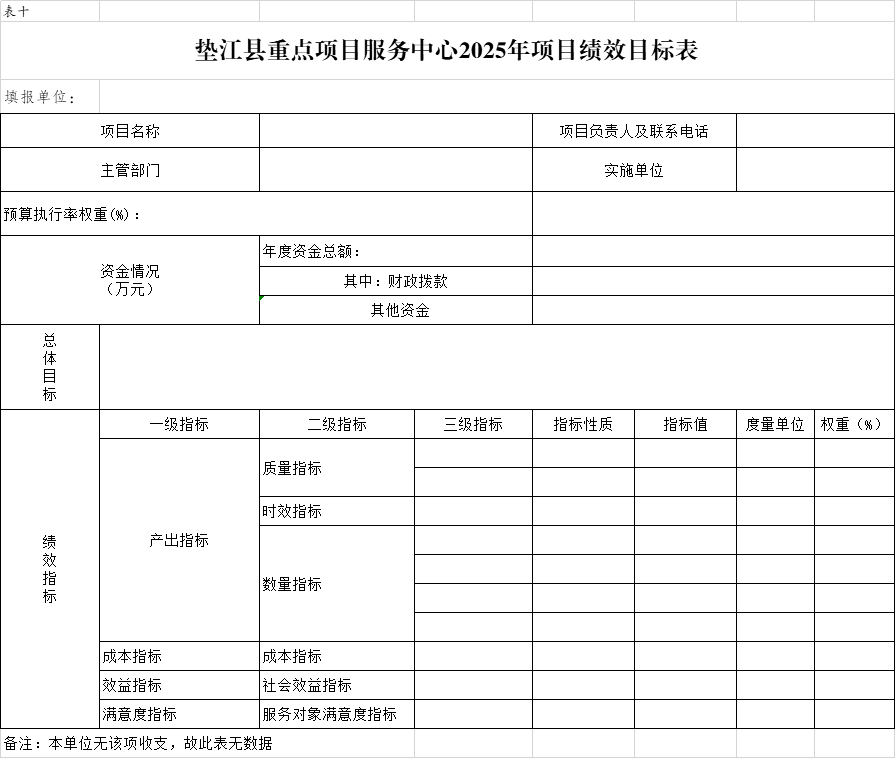 表十
垫江县重点项目服务中心2025年项目绩效目标表
填报单位：
项目名称 项目负责人及联系电话
主管部门 实施单位
预算执行率权重(%)：
资金情况
（万元）
年度资金总额：
其中：财政拨款
其他资金
总
体
目
标
一级指标 二级指标 三级指标 指标性质 指标值 度量单位 权重（%）
绩
效
指
标
产出指标
质量指标
时效指标
数量指标
成本指标 成本指标
效益指标 社会效益指标
满意度指标 服务对象满意度指标
备注：本单位无该项收支，故此表无数据